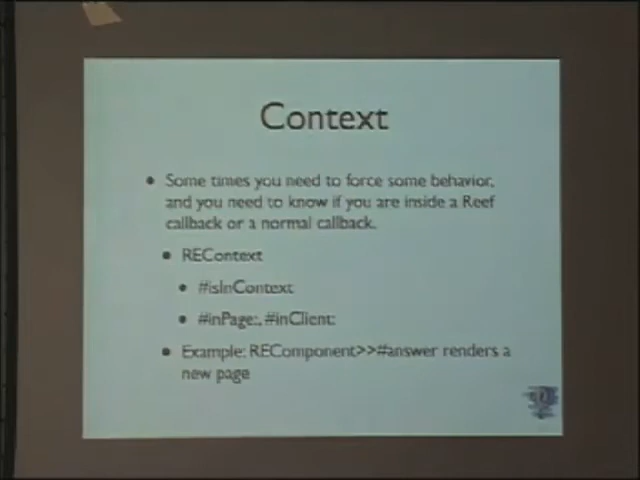 Context
Some times you need to force some behavior,
and you need to know if you are inside a Reef
callback or a normal callback.
REContext
#isInContext
#inPage:, #inClient:
Example: REComponent>>#answer renders a
new page